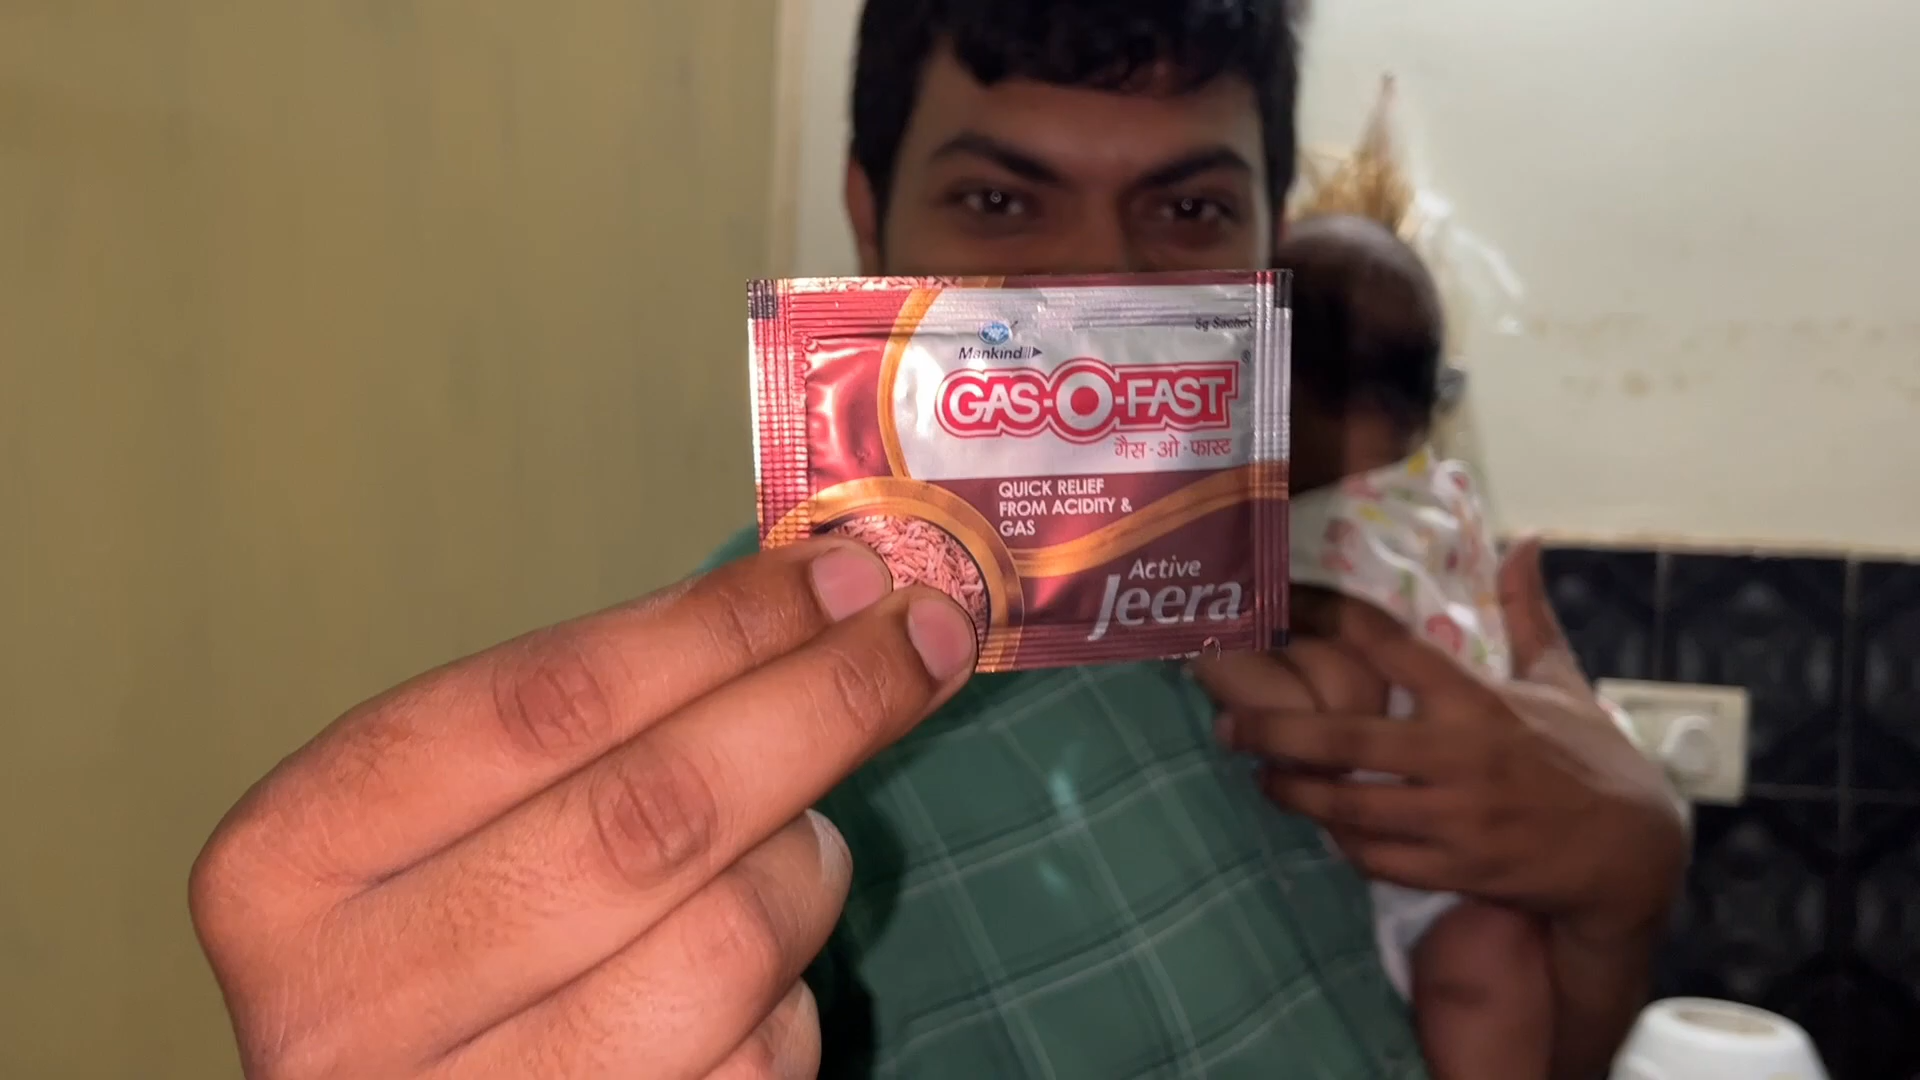 5g Sachet
Mankind
GAS-O-FAST®
गैस-ओ-फास्ट
QUICK RELIEF
FROM ACIDITY &
GAS
Active
Jeera